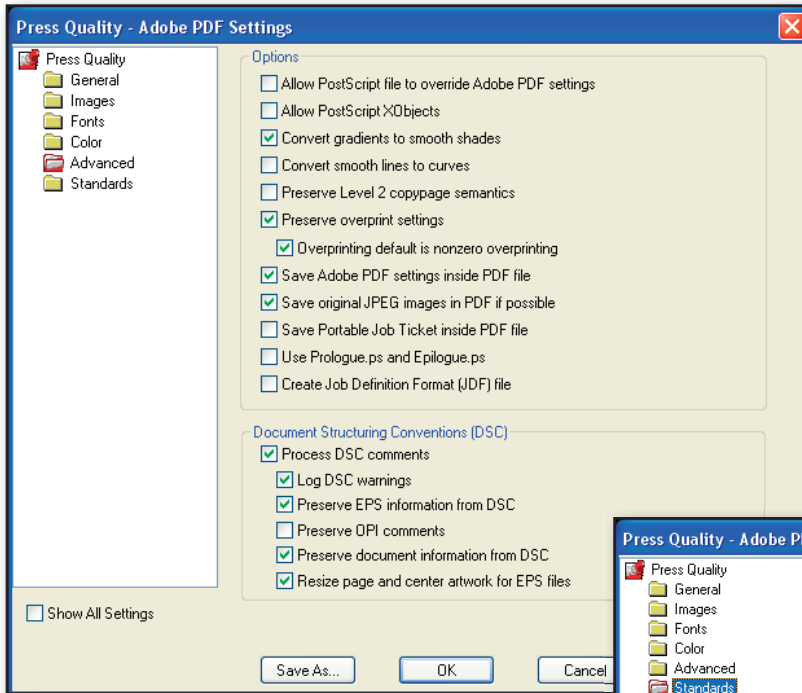 Press Quality - Adobe PDF Settings
Press Quality
General
Images
Fonts
Color
Advanced
Standards
Show All Settings
Options
Allow PostScript file to override Adobe PDF settings
Allow PostScript XObjects
Convert gradients to smooth shades
Convert smooth lines to curves
Preserve Level 2 copypage semantics
Preserve overprint settings
Overprinting default is nonzero overprinting
Save Adobe PDF settings inside PDF file
Save original JPEG images in PDF if possible
Save Portable Job Ticket inside PDF file
Use Prologue.ps and Epilogue.ps
Create Job Definition Format (JDF) file
Document Structuring Conventions (DSC)
Process DSC comments
Log DSC warnings
Preserve EPS information from DSC
Preserve OPI comments
Preserve document information from DSC
Resize page and center artwork for EPS files
Save As...
OK
Cancel
Press Quality - Adobe P
Press Quality
General
Images
Fonts
Color
Advanced
Standards